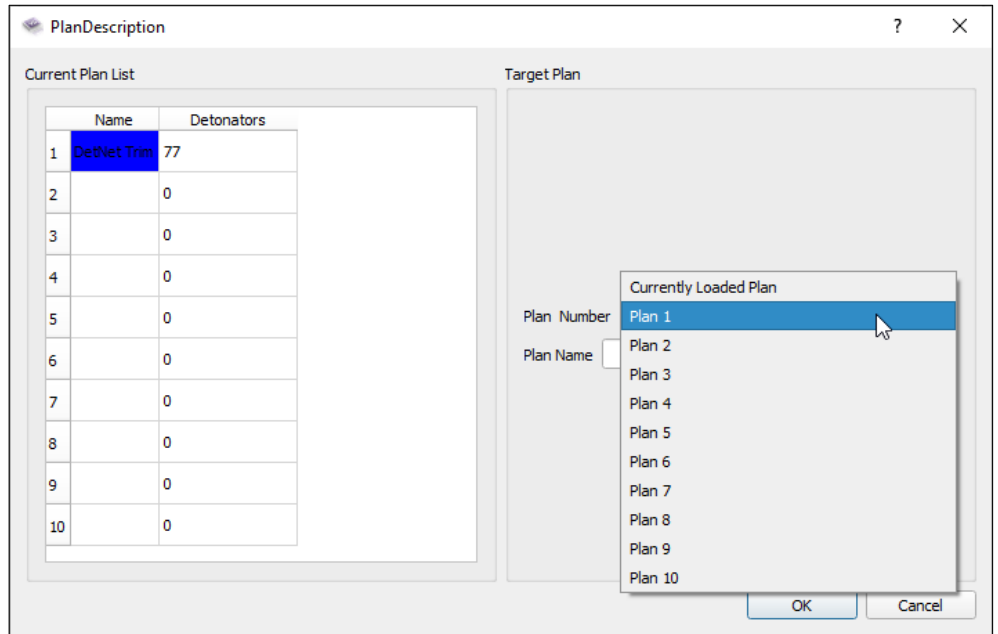 PlanDescription ?
Current Plan List
Name Detonators
1 DetNet Trim 77
2 0
3 0
4 0
5 0
6 0
7 0
8 0
9 0
10 0
Target Plan
Plan Number
Plan Name
Currently Loaded Plan
Plan 1
Plan 2
Plan 3
Plan 4
Plan 5
Plan 6
Plan 7
Plan 8
Plan 9
Plan 10
OK Cancel